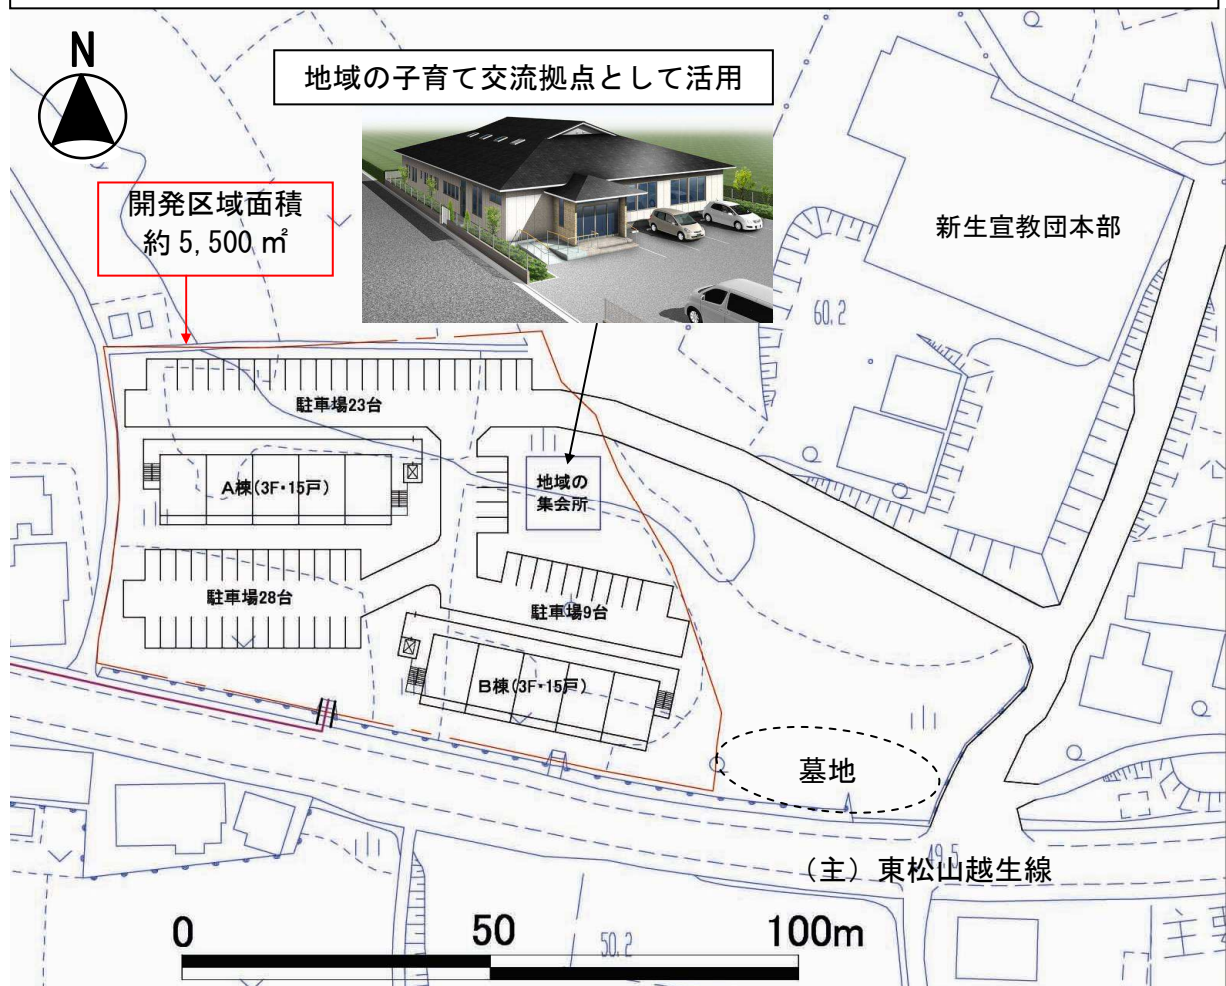 N
地域の子育て交流拠点として活用
開発区域面積
約5,500㎡
新生宣教団本部
60.2
駐車場23台
A棟(3F・15戸)
地域の
集会所
駐車場28台
駐車場9台
B棟(3F・15戸)
墓地
49.5
(主)東松山越生線
0 50 100m
50.2
主要